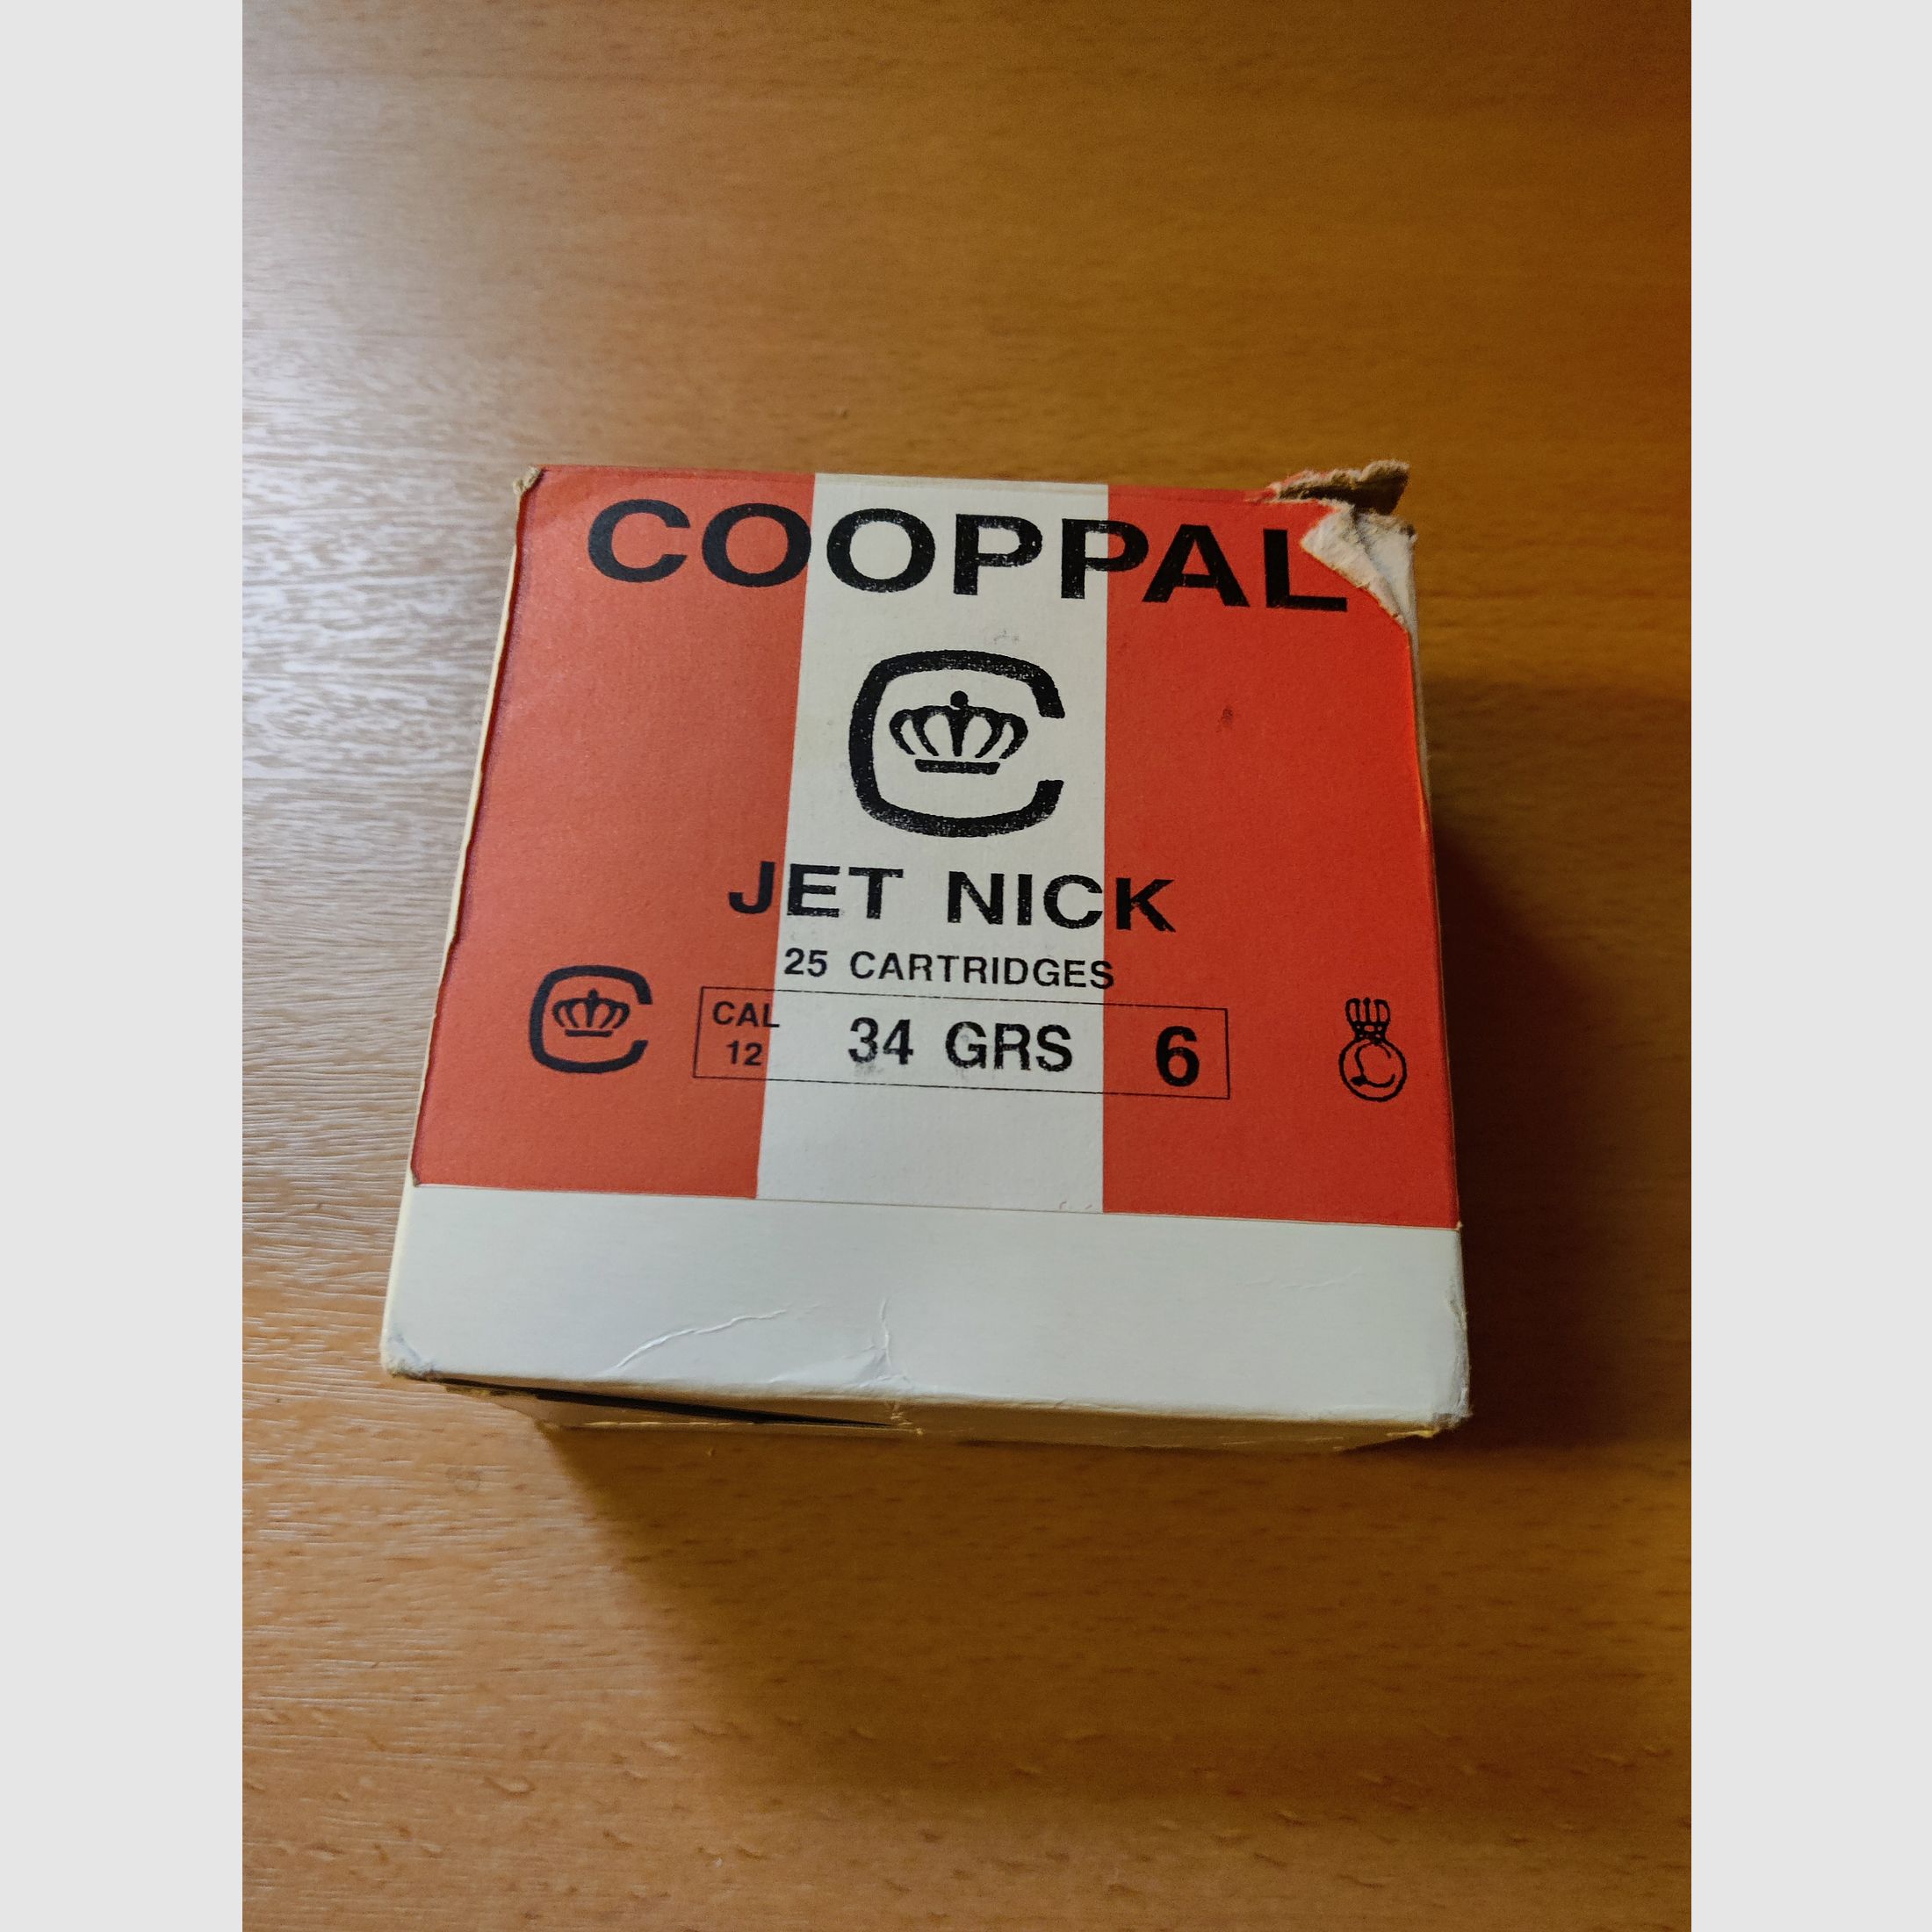 COOPPAL
JET NICK
25 CARTRIDGES
CAL
12
34 GRS
6